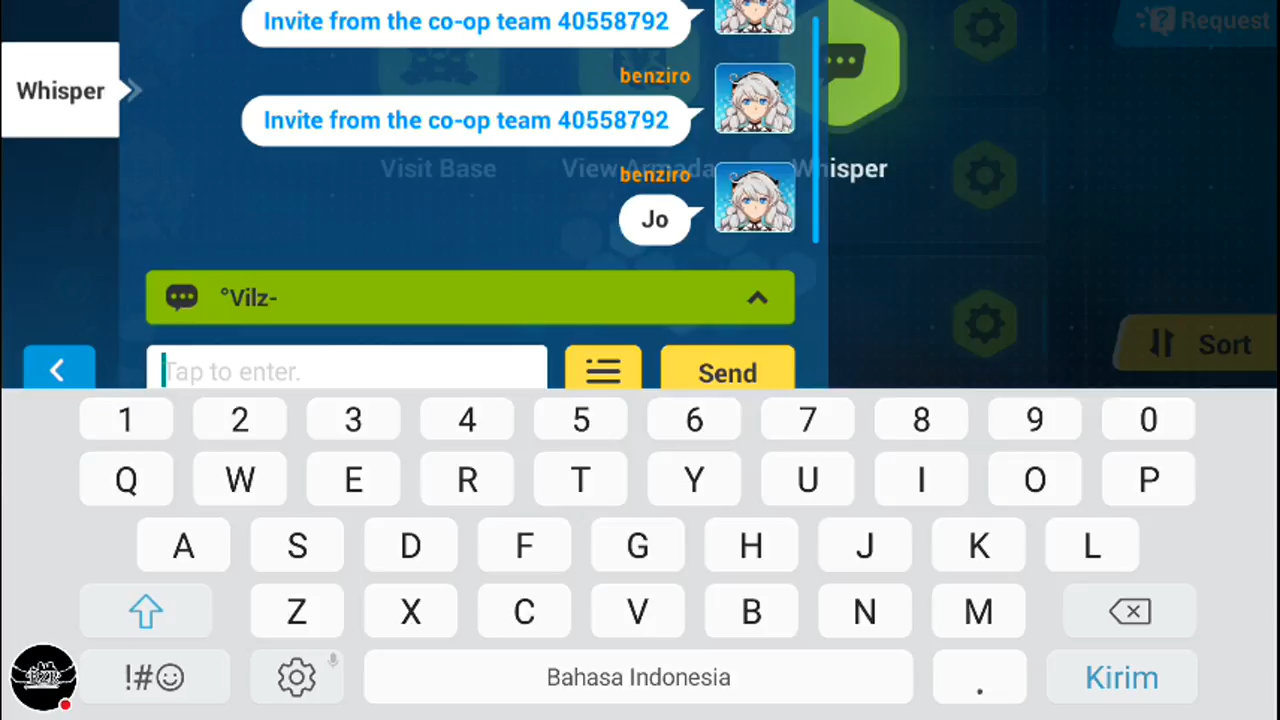 Invite from the co-op team 40558792
Request
Whisper
benziro
Invite from the co-op team 40558792
Visit Base
View Armada
Whisper
benziro
Jo
°Vilz-
Tap to enter.
Send
Sort
1 2 3 4 5 6 7 8 9 0
Q W E R T Y U I O P
A S D F G H J K L
Z X C V B N M
!#
Bahasa Indonesia
.
Kirim